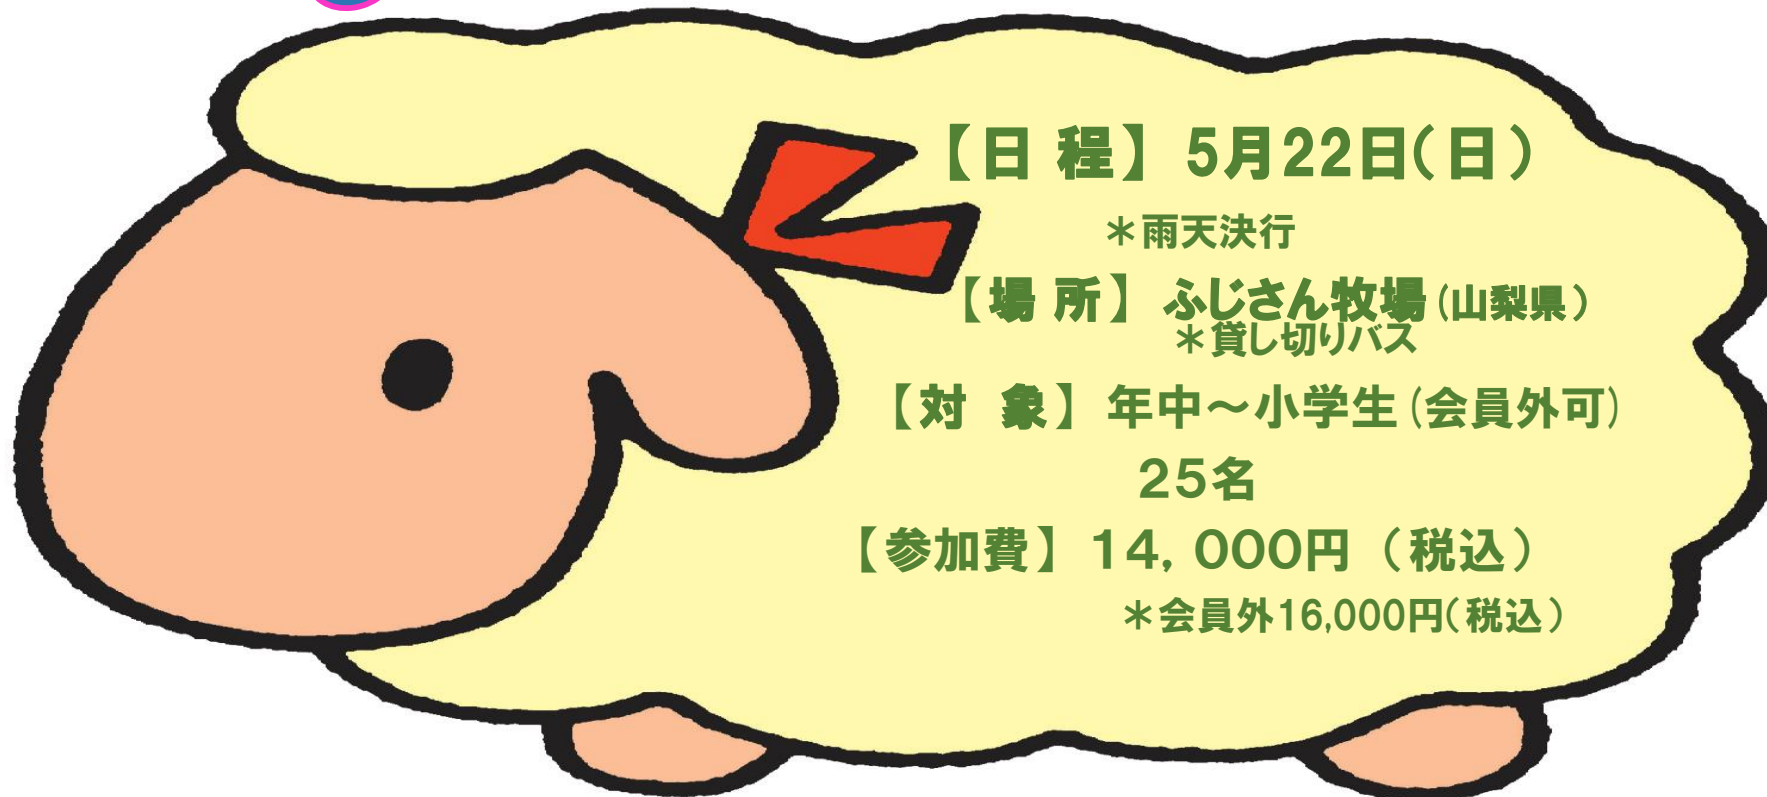 【日 程】 5月22日(日)
＊雨天決行
【場 所】 ふじさん牧場(山梨県)
＊貸し切りバス
【対 象】 年中～小学生(会員外可)
25名
【参加費】 14,000円 (税込)
＊会員外16,000円(税込)